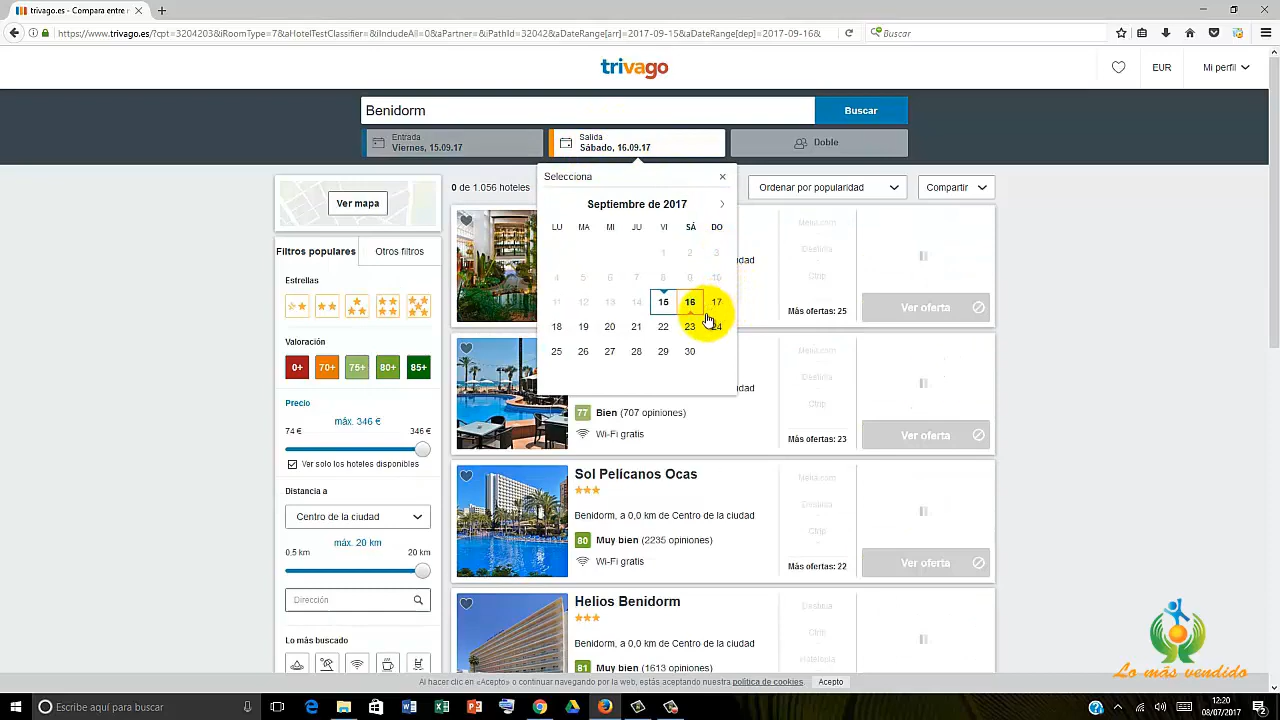 trivago.es - Compara entre
https://www.trivago.es/?cpt=3204203&iRoomType=7&aHotelTestClassifier=&iIncludeAll=0&aPartner=&iPathId=32042&aDateRange[arr]=2017-09-15&aDateRange[dep]=2017-09-16&
Buscar
trivago
EUR
Mi perfil
Benidorm
Buscar
Entrada
Viernes, 15.09.17
Salida
Sábado, 16.09.17
Doble
Ver mapa
0 de 1.056 hoteles
Ordenar por popularidad
Compartir
Selecciona
Septiembre de 2017
LU MA MI JU VI SÁ DO
1 2 3
4 5 6 7 8 9 10
11 12 13 14 15 16 17
18 19 20 21 22 23 24
25 26 27 28 29 30
Filtros populares
Otros filtros
Estrellas
Valoración
0+ 70+ 75+ 80+ 85+
Precio
máx. 346 €
74 € 346 €
Ver solo los hoteles disponibles
Distancia a
Centro de la ciudad
máx. 20 km
0,5 km 20 km
Dirección
Lo más buscado
Más ofertas: 25
Ver oferta
77 Bien (707 opiniones)
Wi-Fi gratis
Más ofertas: 23
Ver oferta
Sol Pelícanos Ocas
Benidorm, a 0,0 km de Centro de la ciudad
80 Muy bien (2235 opiniones)
Wi-Fi gratis
Más ofertas: 22
Ver oferta
Helios Benidorm
Benidorm, a 0,0 km de Centro de la ciudad
81 Muy bien (1613 opiniones)
Lo más vendido
Al hacer clic en «Acepto» o continuar navegando por la web, estás aceptando nuestra política de cookies.
Acepto
Escribe aquí para buscar
12:20
08/07/2017